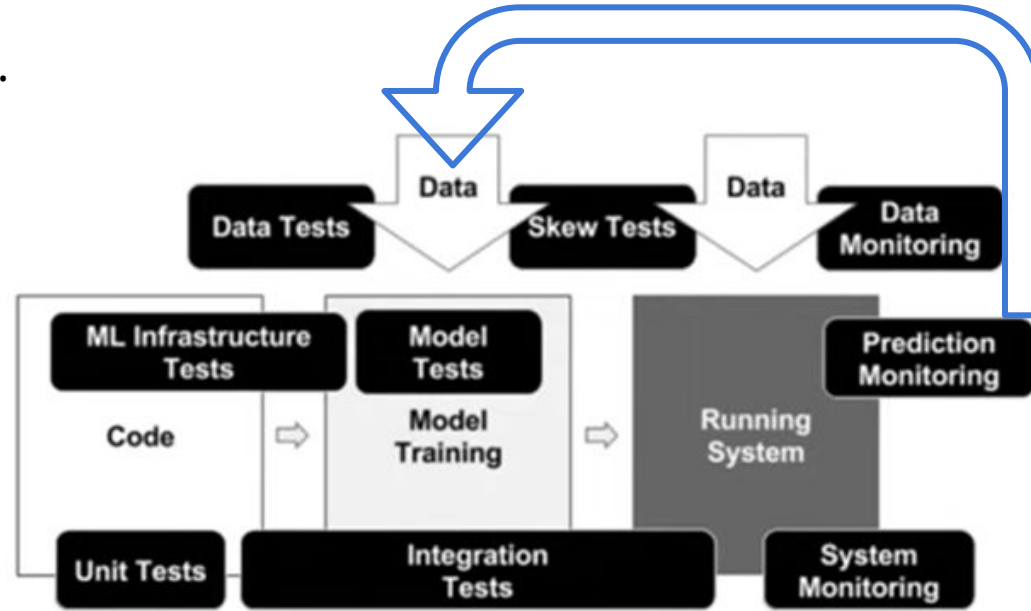 .
Data
Data
Data Tests
Skew Tests
Data
Monitoring
ML Infrastructure
Tests
Model
Tests
Prediction
Monitoring
Code
Model
Training
Running
System
Unit Tests
Integration
Tests
System
Monitoring